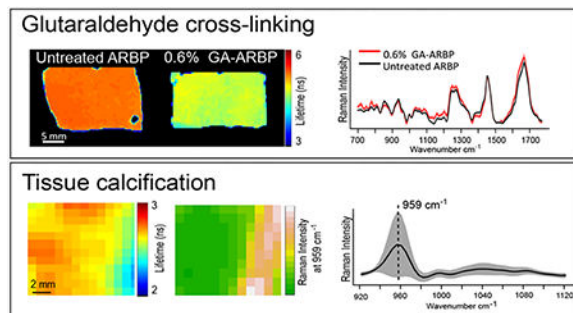 Glutaraldehyde cross-linking
Untreated ARBP
0.6% GA-ARBP
5 mm
6
Lifetime (ns)
3
0.6% GA-ARBP
Untreated ARBP
Raman Intensity
700 900 1100 1300 1500 1700
Wavenumber cm-1
Tissue calcification
2 mm
3
Lifetime (ns)
2
Raman Intensity
at 959 cm-1
959 cm-1
Raman Intensity
920 960 1000 1040 1080 1120
Wavenumber cm-1